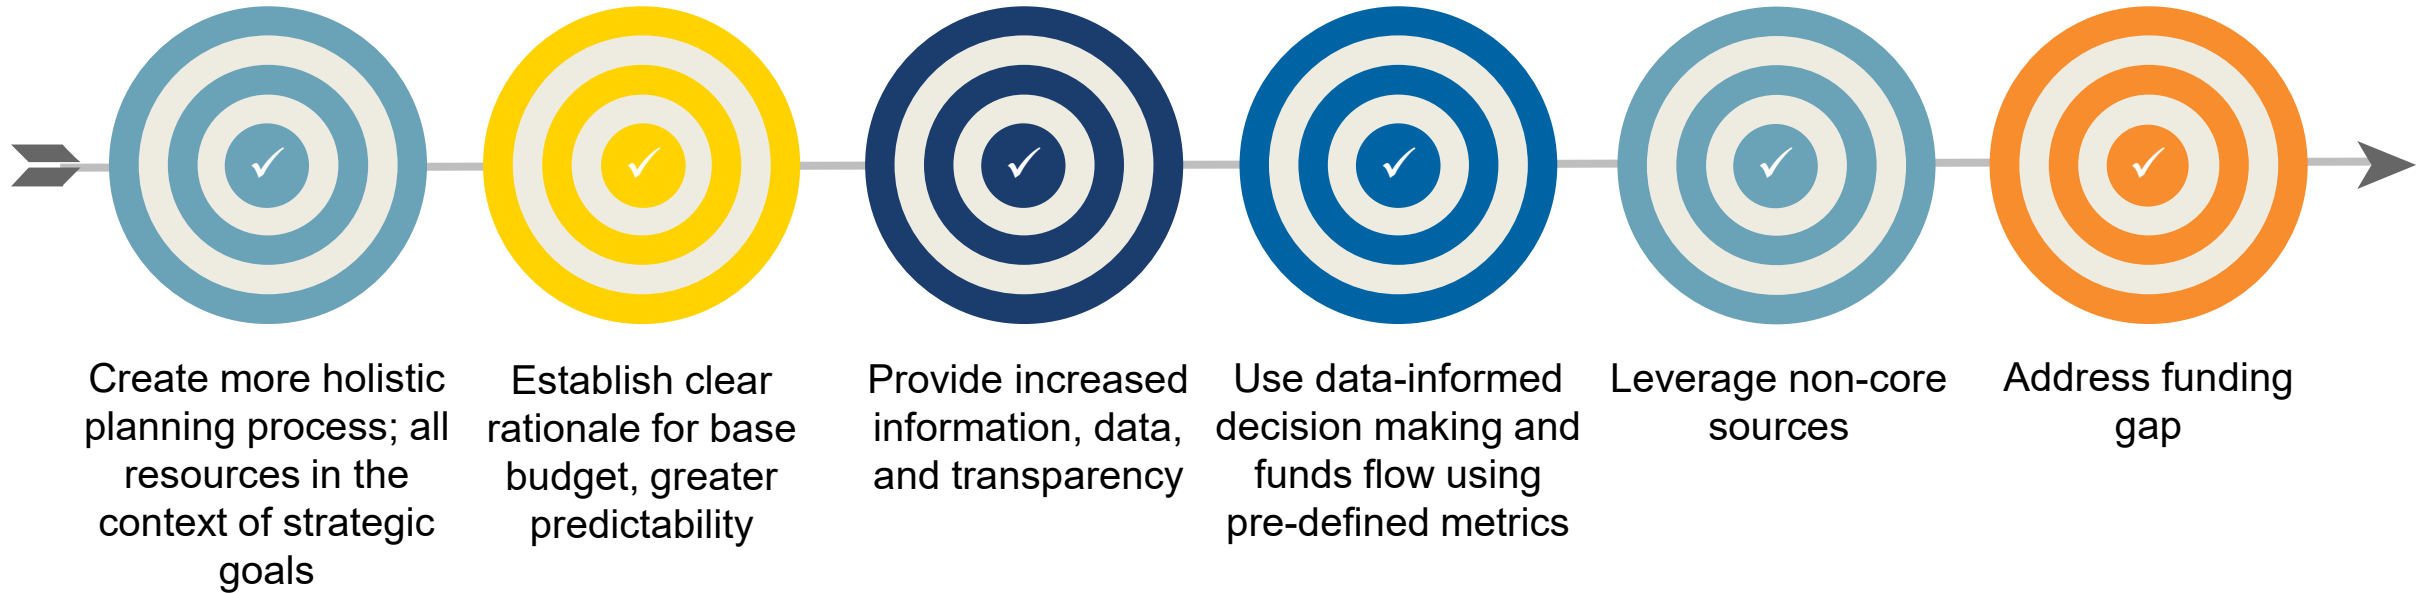 Create more holistic
planning process; all
resources in the
context of strategic
goals
Establish clear
rationale for base
budget, greater
predictability
Provide increased
information, data,
and transparency
Use data-informed
decision making and
funds flow using
pre-defined metrics
Leverage non-core
sources
Address funding
gap